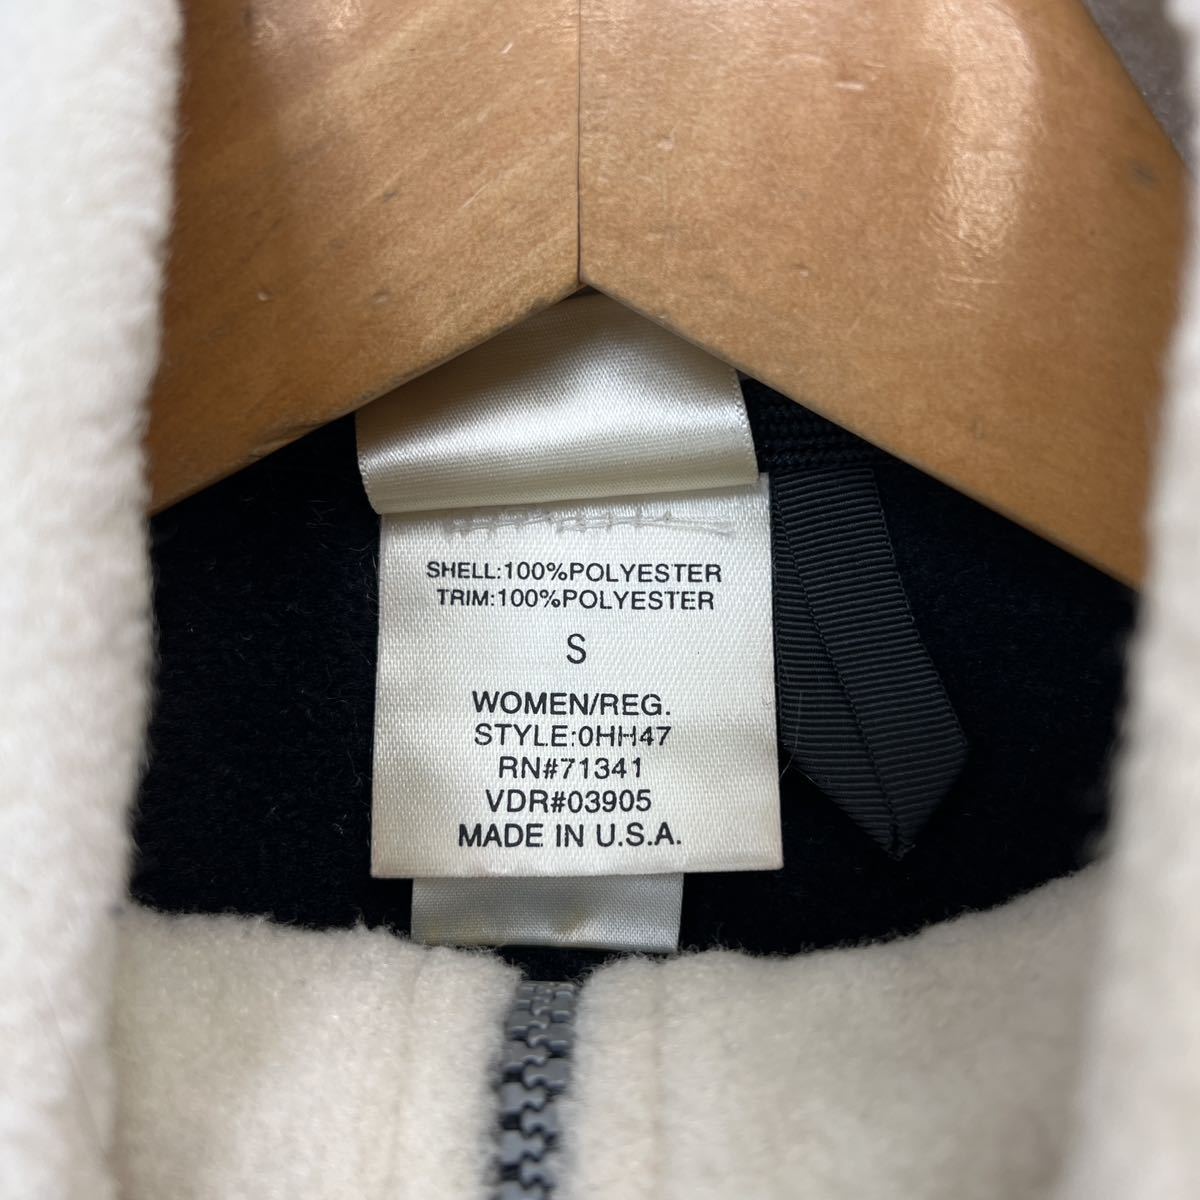 SHELL:100%POLYESTER
TRIM:100%POLYESTER
S
WOMEN/REG.
STYLE:0HH47
RN#71341
VDR#03905
MADE IN U.S.A.